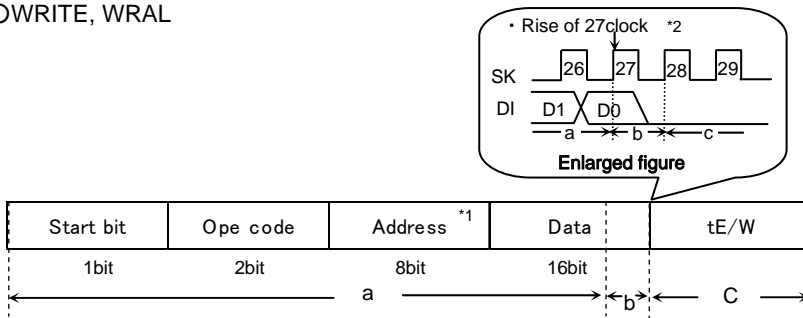 ○WRITE, WRAL
・Rise of 27clock *2
SK 26 27 28 29
DI D1 D0
a b c
Enlarged figure
Start bit Ope code Address *1 Data tE/W
1bit 2bit 8bit 16bit
a b C